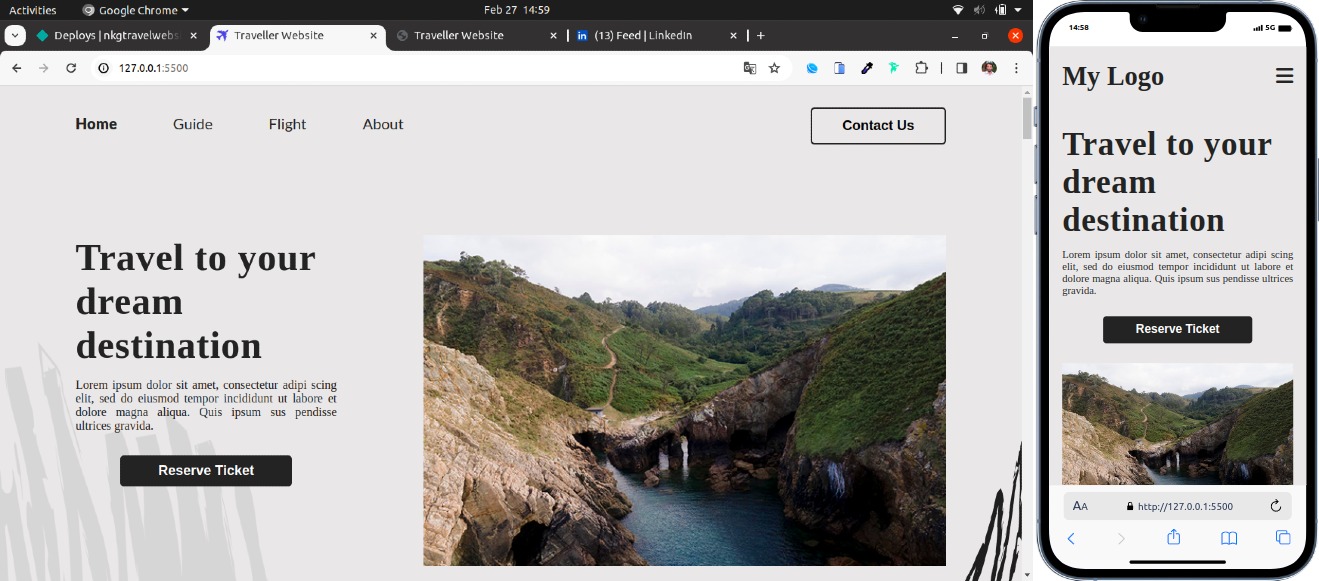 Activities Google Chrome Feb 27 14:59
Deploys | nkgtravelwebs Traveller Website Traveller Website (13) Feed | LinkedIn
127.0.0.1:5500
Home Guide Flight About Contact Us
Travel to your
dream
destination
Lorem ipsum dolor sit amet, consectetur adipi scing
elit, sed do eiusmod tempor incididunt ut labore et
dolore magna aliqua. Quis ipsum sus pendisse
ultrices gravida.
Reserve Ticket
14:58 5G
My Logo
Travel to your
dream
destination
Lorem ipsum dolor sit amet, consectetur adipi scing
elit, sed do eiusmod tempor incididunt ut labore et
dolore magna aliqua. Quis ipsum sus pendisse ultrices
gravida.
Reserve Ticket
AA http://127.0.0.1:5500